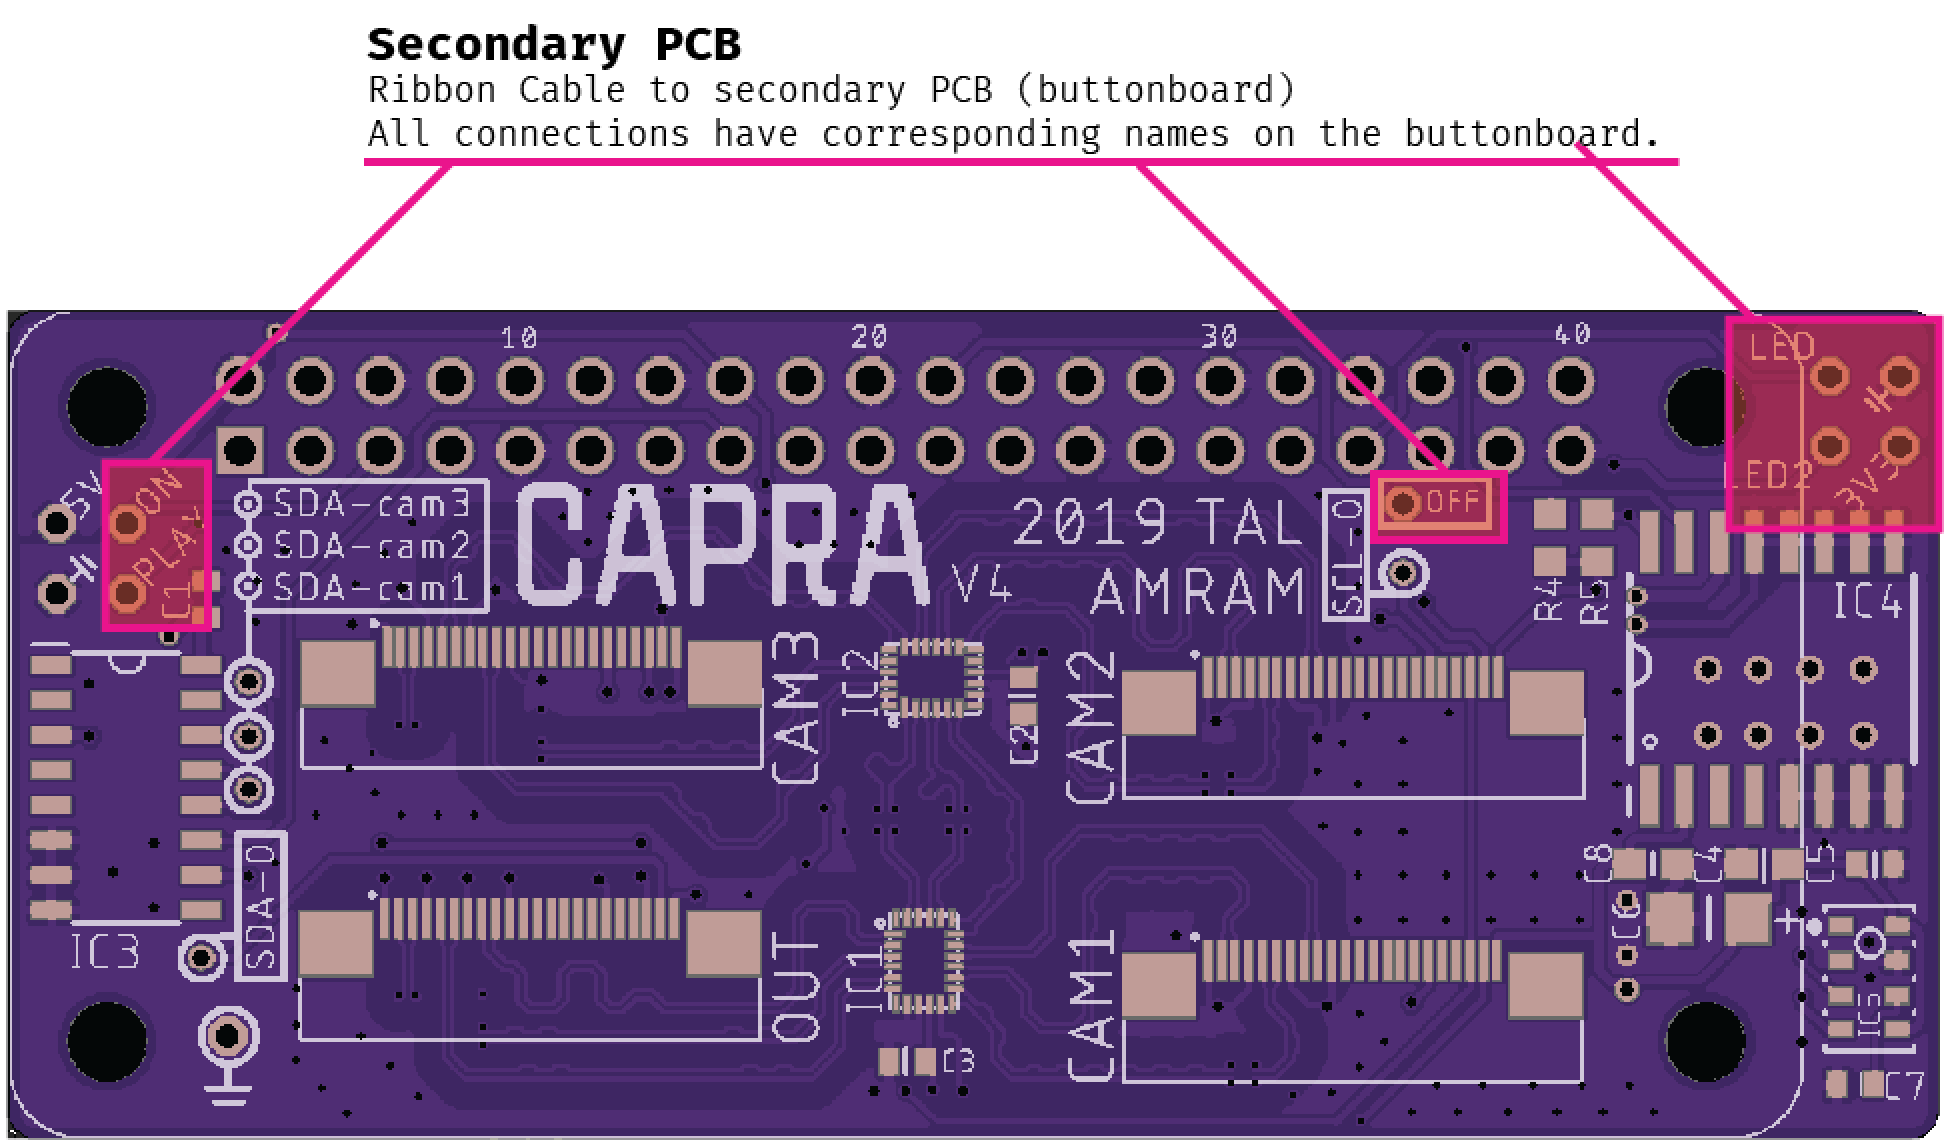 Secondary PCB
Ribbon Cable to secondary PCB (buttonboard)
All connections have corresponding names on the buttonboard.
10 20 30 40
LED
LED2
3V3
5V
ON
PLAY
C1
SDA-cam3
SDA-cam2
SDA-cam1
CAPRA
V4
2019 TAL
AMRAM
SCL-0
OFF
R4
R5
IC4
CAM3
IC2
C2
CAM2
IC3
SDA-0
OUT
IC1
C3
CAM1
C8
C4
C5
C6
+
IC5
C7